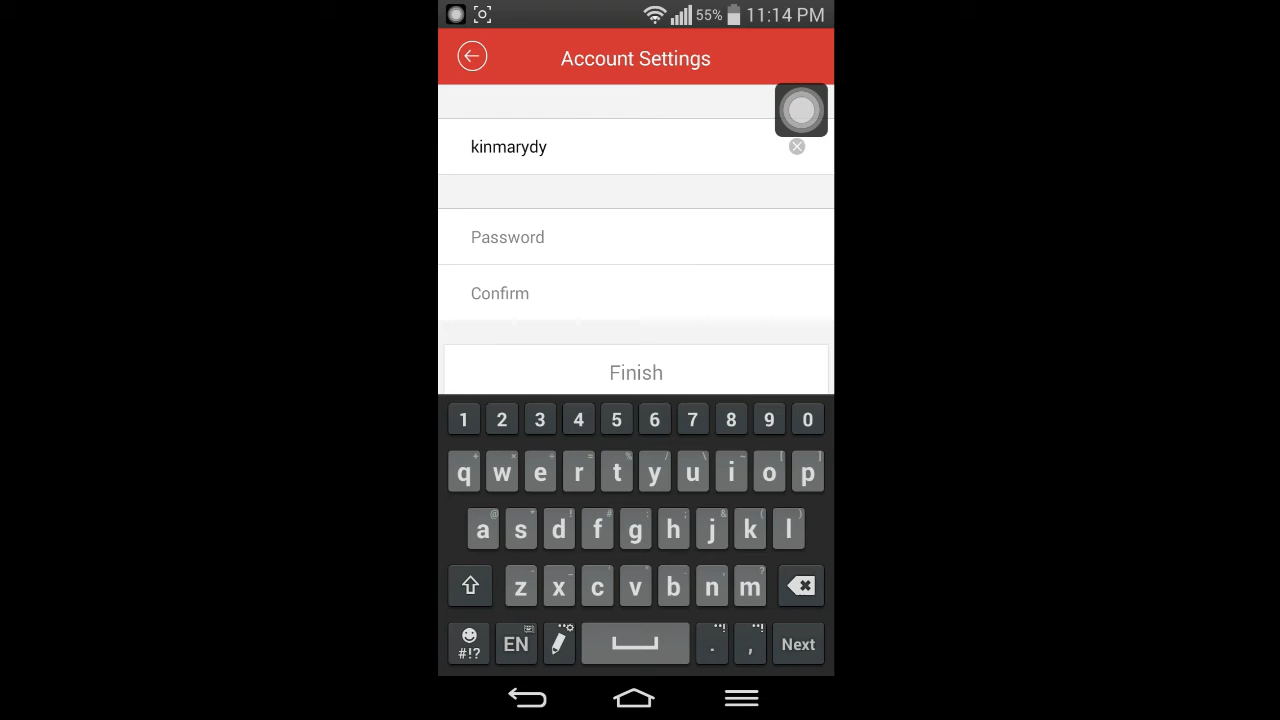 55% 11:14 PM
Account Settings
kinmarydy
Password
Confirm
Finish
1 2 3 4 5 6 7 8 9 0
q w e r t y u i o p
a s d f g h j k l
z x c v b n m
#!? EN . , Next